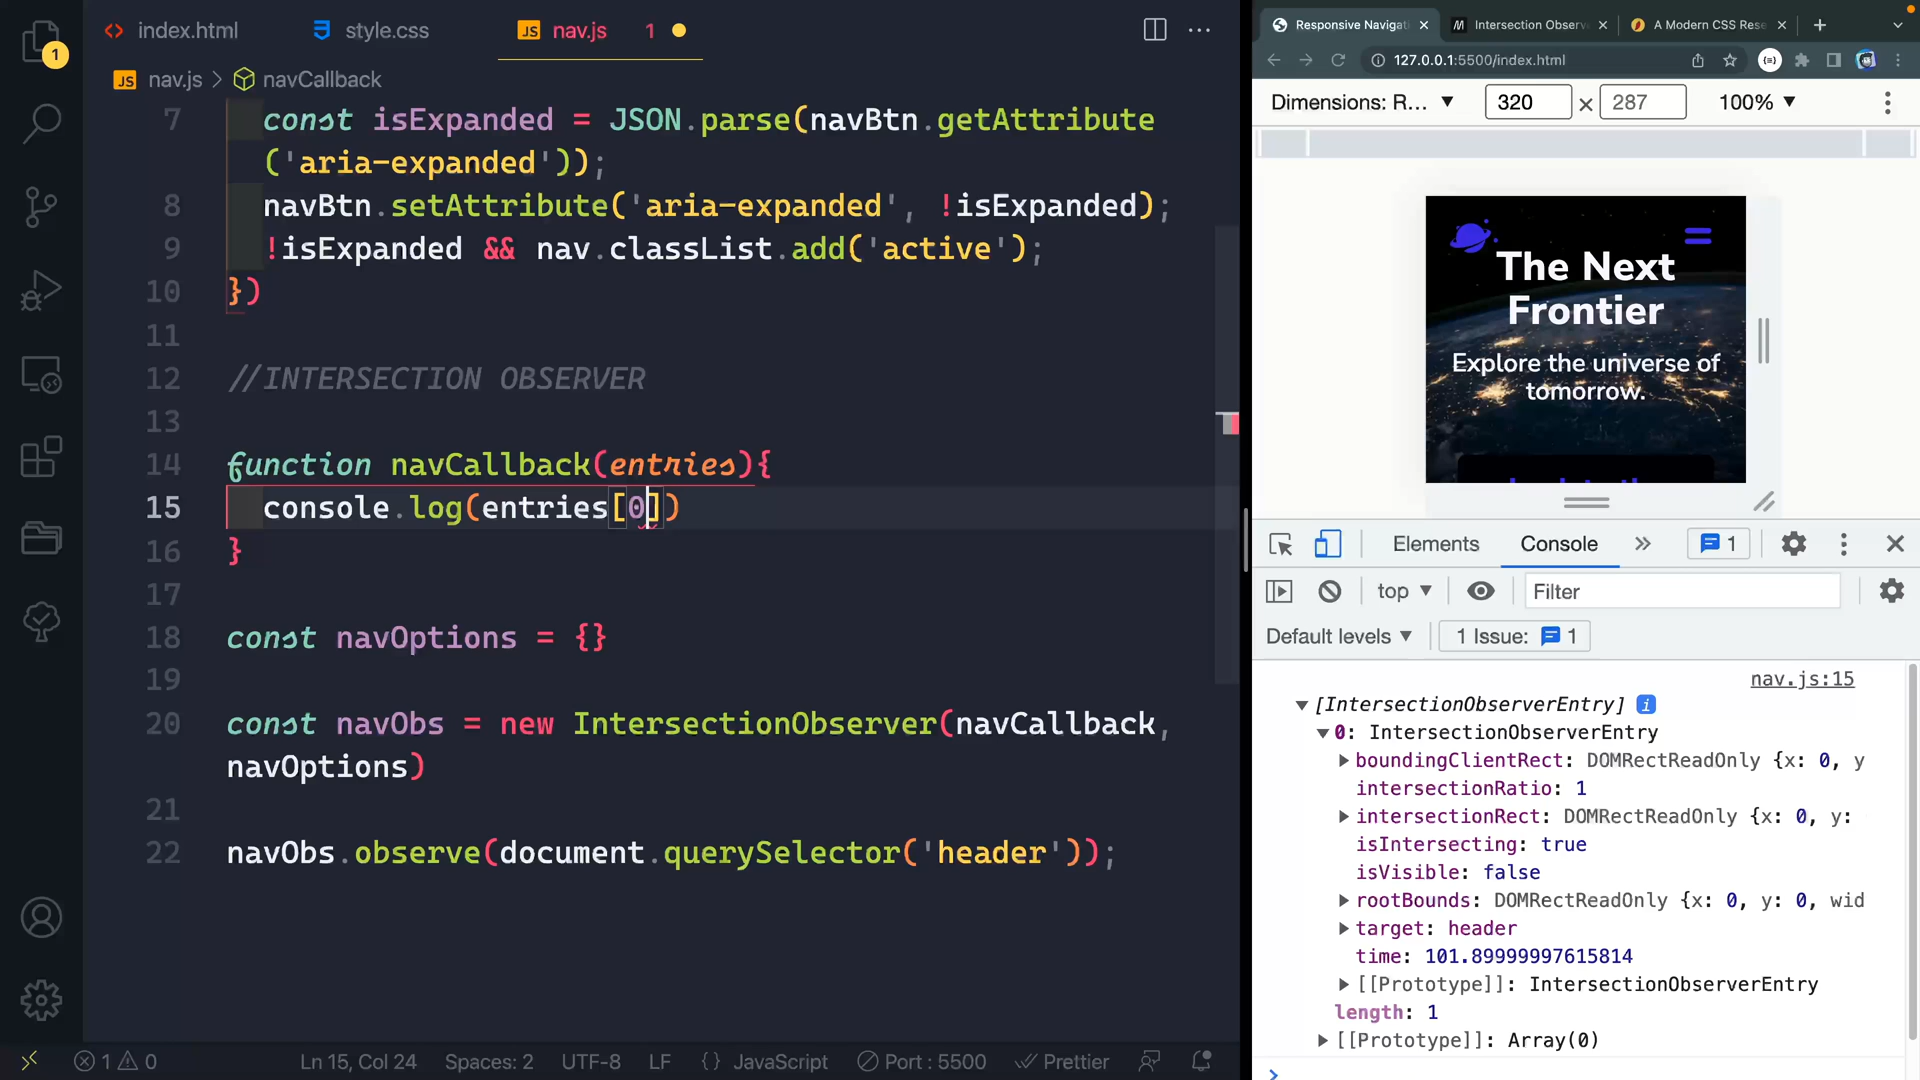 index.html
style.css
JS nav.js 1
1
JS nav.js > navCallback
7 const isExpanded = JSON.parse(navBtn.getAttribute
('aria-expanded'));
8 navBtn.setAttribute('aria-expanded', !isExpanded);
9 !isExpanded && nav.classList.add('active');
10 })
11
12 //INTERSECTION OBSERVER
13
14 function navCallback(entries){
15 console.log(entries[0])
16 }
17
18 const navOptions = {}
19
20 const navObs = new IntersectionObserver(navCallback,
navOptions)
21
22 navObs.observe(document.querySelector('header'));
1 0
Ln 15, Col 24
Spaces: 2
UTF-8
LF
{} JavaScript
Port : 5500
Prettier
Responsive Navigati
Intersection Observe
A Modern CSS Rese
127.0.0.1:5500/index.html
Dimensions: R... 320 × 287 100%
The Next
Frontier
Explore the universe of
tomorrow.
Elements
Console
1
top
Filter
Default levels
1 Issue: 1
nav.js:15
[IntersectionObserverEntry]
0: IntersectionObserverEntry
boundingClientRect: DOMRectReadOnly {x: 0, y
intersectionRatio: 1
intersectionRect: DOMRectReadOnly {x: 0, y:
isIntersecting: true
isVisible: false
rootBounds: DOMRectReadOnly {x: 0, y: 0, wid
target: header
time: 101.89999997615814
[[Prototype]]: IntersectionObserverEntry
length: 1
[[Prototype]]: Array(0)